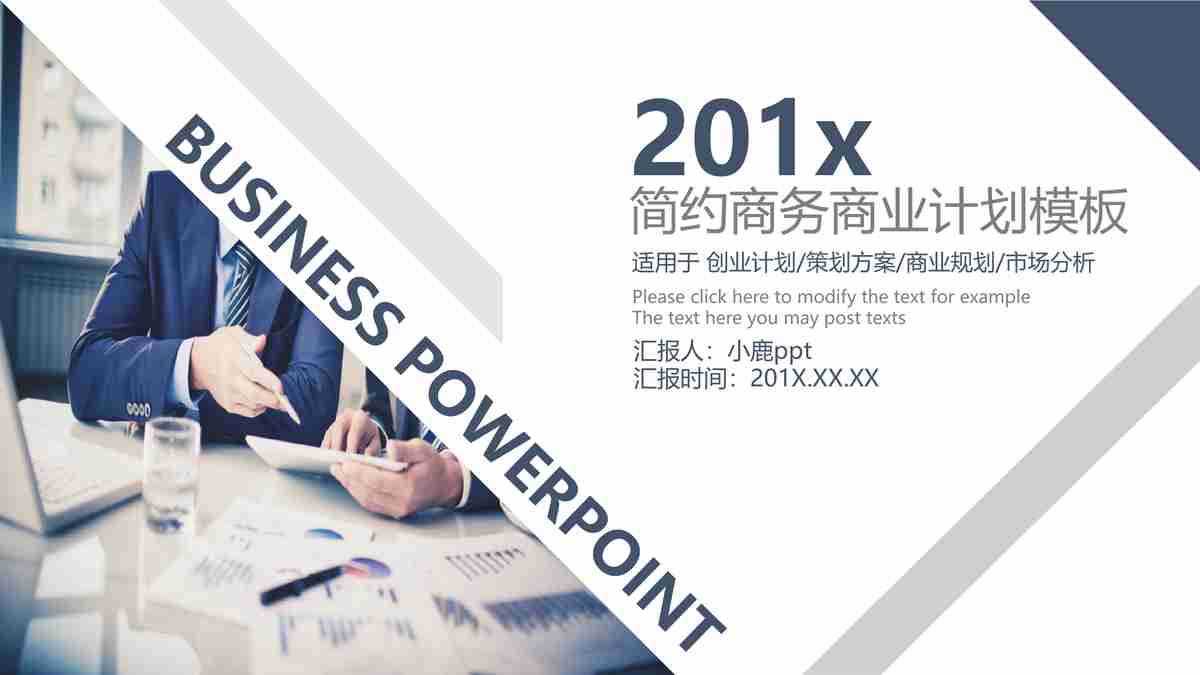 BUSINESS POWERPOINT
201x
简约商务商业计划模板
适用于 创业计划/策划方案/商业规划/市场分析
Please click here to modify the text for example
The text here you may post texts
汇报人：小鹿ppt
汇报时间：201X.XX.XX